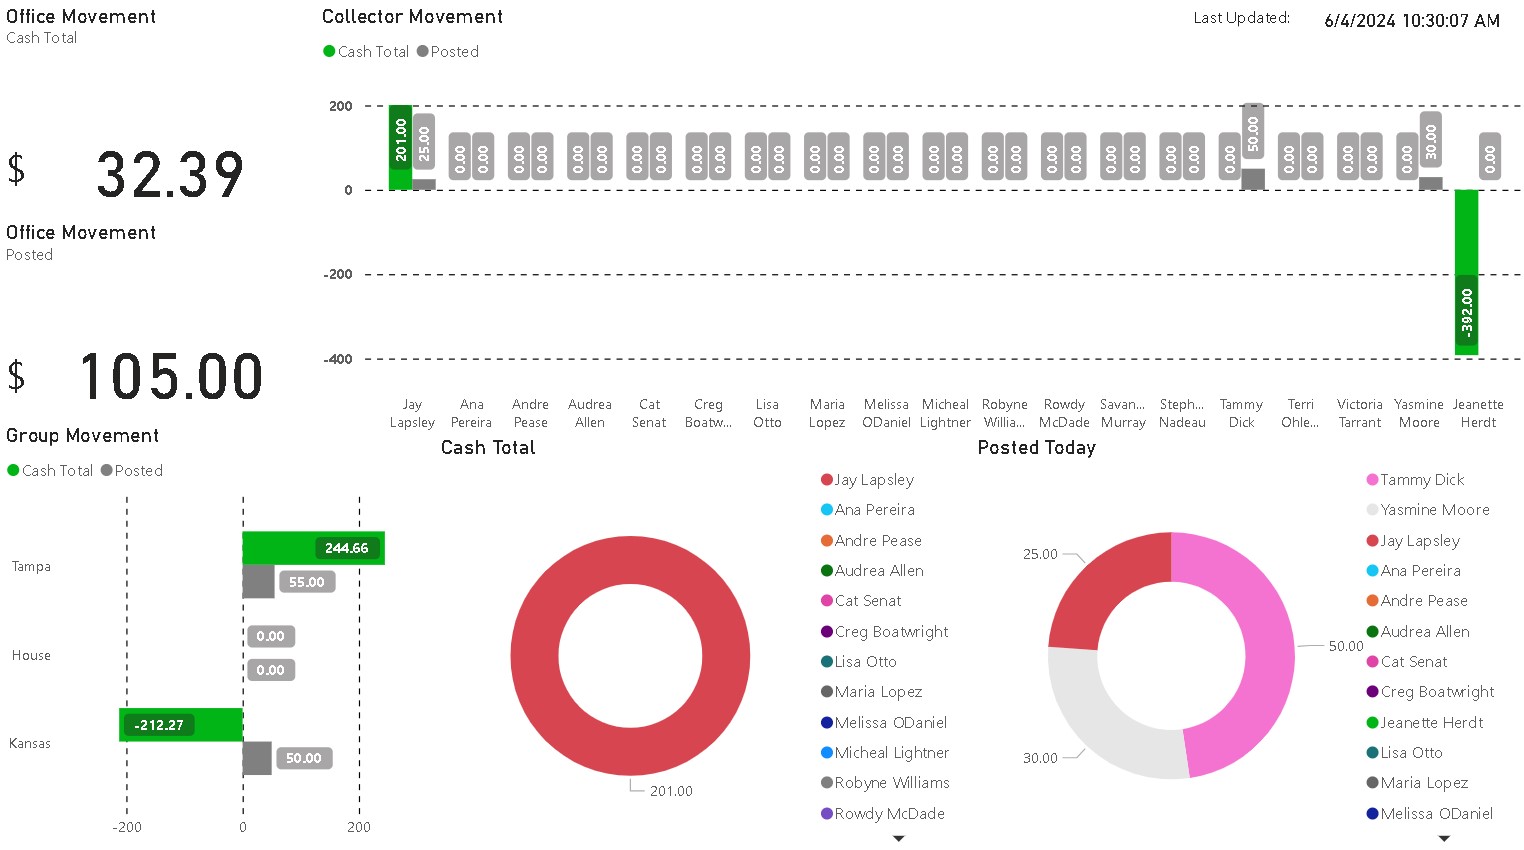 Office Movement
Cash Total
$ 32.39
Office Movement
Posted
$ 105.00
Collector Movement
Cash Total Posted
Last Updated: 6/4/2024 10:30:07 AM
200
0
-200
-400
201.00 25.00 0.00 0.00 0.00 0.00 0.00 0.00 0.00 0.00 0.00 0.00 0.00 0.00 0.00 0.00 0.00 0.00 0.00 0.00 0.00 0.00 0.00 0.00 0.00 0.00 0.00 0.00 0.00 50.00 0.00 0.00 0.00 0.00 0.00 30.00 -392.00 0.00
Jay Lapsley
Ana Pereira
Andre Pease
Audrea Allen
Cat Senat
Creg Boatw...
Lisa Otto
Maria Lopez
Melissa ODaniel
Micheal Lightner
Robyne Willia...
Rowdy McDade
Savan... Murray
Steph... Nadeau
Tammy Dick
Terri Ohle...
Victoria Tarrant
Yasmine Moore
Jeanette Herdt
Group Movement
Cash Total Posted
Tampa
244.66
55.00
House
0.00
0.00
Kansas
-212.27
50.00
-200 0 200
Cash Total
201.00
Jay Lapsley
Ana Pereira
Andre Pease
Audrea Allen
Cat Senat
Creg Boatwright
Lisa Otto
Maria Lopez
Melissa ODaniel
Micheal Lightner
Robyne Williams
Rowdy McDade
Posted Today
25.00
50.00
30.00
Tammy Dick
Yasmine Moore
Jay Lapsley
Ana Pereira
Andre Pease
Audrea Allen
Cat Senat
Creg Boatwright
Jeanette Herdt
Lisa Otto
Maria Lopez
Melissa ODaniel